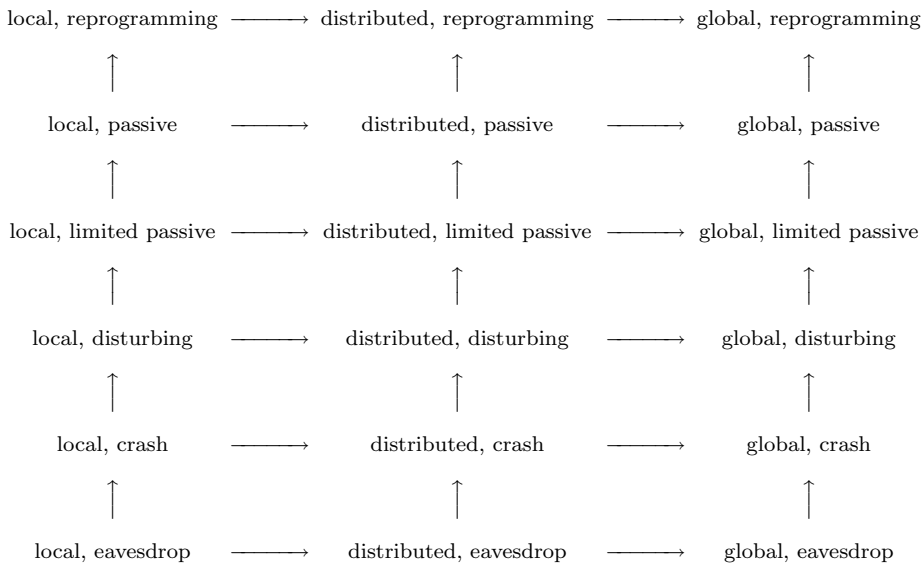 local, reprogramming distributed, reprogramming global, reprogramming
local, passive distributed, passive global, passive
local, limited passive distributed, limited passive global, limited passive
local, disturbing distributed, disturbing global, disturbing
local, crash distributed, crash global, crash
local, eavesdrop distributed, eavesdrop global, eavesdrop